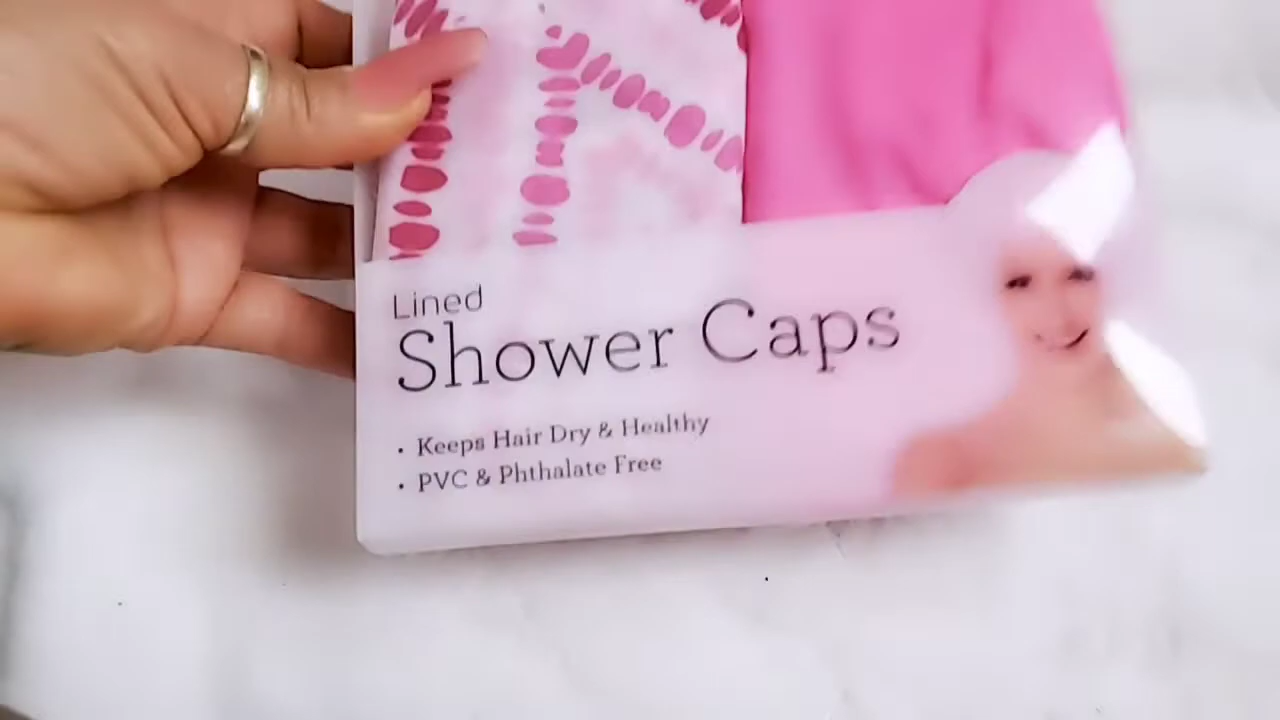 Lined
Shower Caps
• Keeps Hair Dry & Healthy
• PVC & Phthalate Free